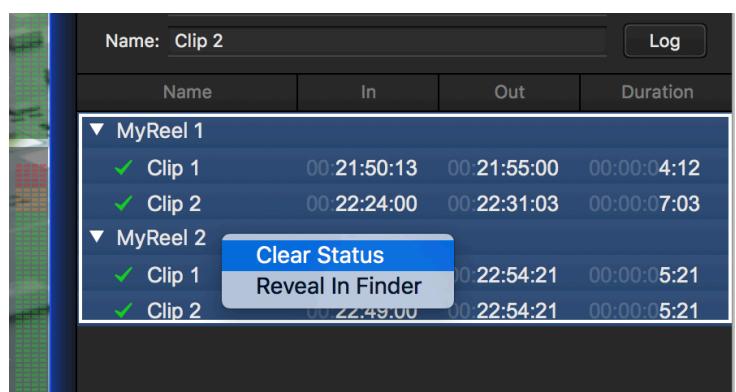 Name: Clip 2 Log
Name In Out Duration
MyReel 1
Clip 1 00:21:50:13 00:21:55:00 00:00:04:12
Clip 2 00:22:24:00 00:22:31:03 00:00:07:03
MyReel 2
Clear Status
Clip 1 00:22:54:21 00:00:05:21
Reveal In Finder
Clip 2 00:22:49:00 00:22:54:21 00:00:05:21